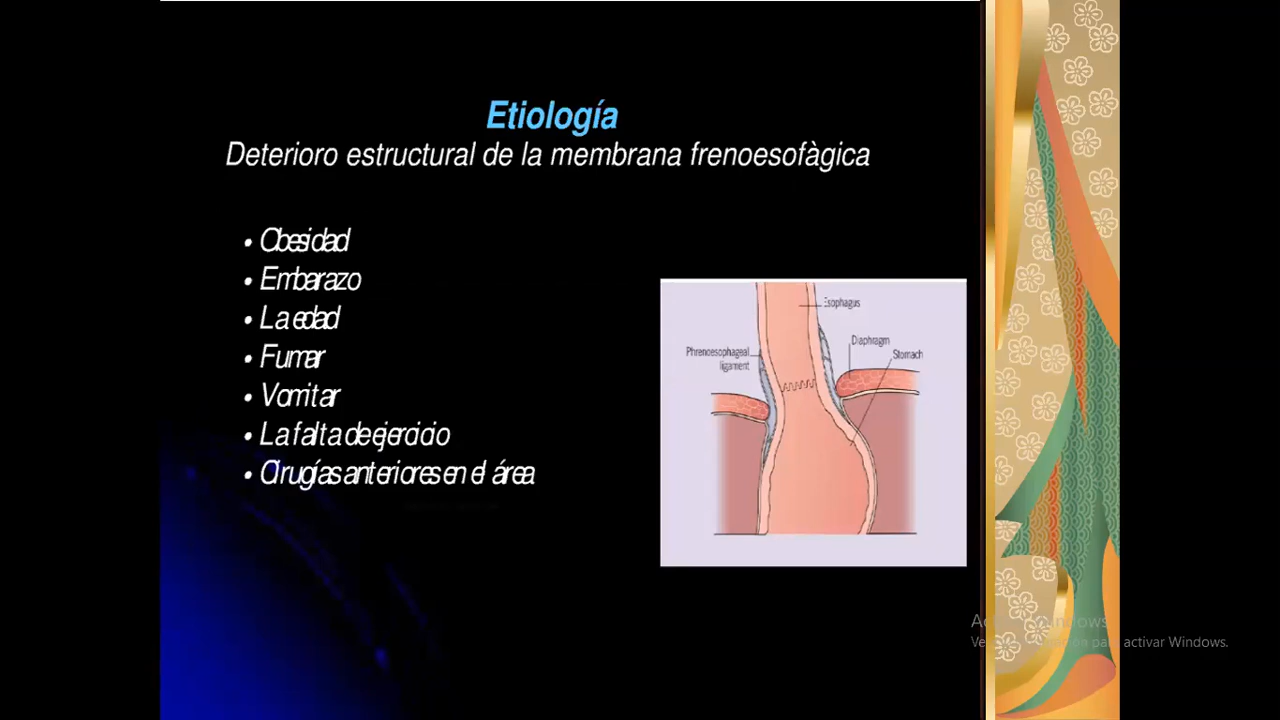 Etiología
Deterioro estructural de la membrana frenoesofàgica
• Obesidad
• Embarazo
• La edad
• Fumar
• Vomitar
• La falta de ejercicio
• Cirugías anteriores en el área
Esophagus
Diaphragm
Phrenoesophageal
ligament
Stomach
para activar Windows.